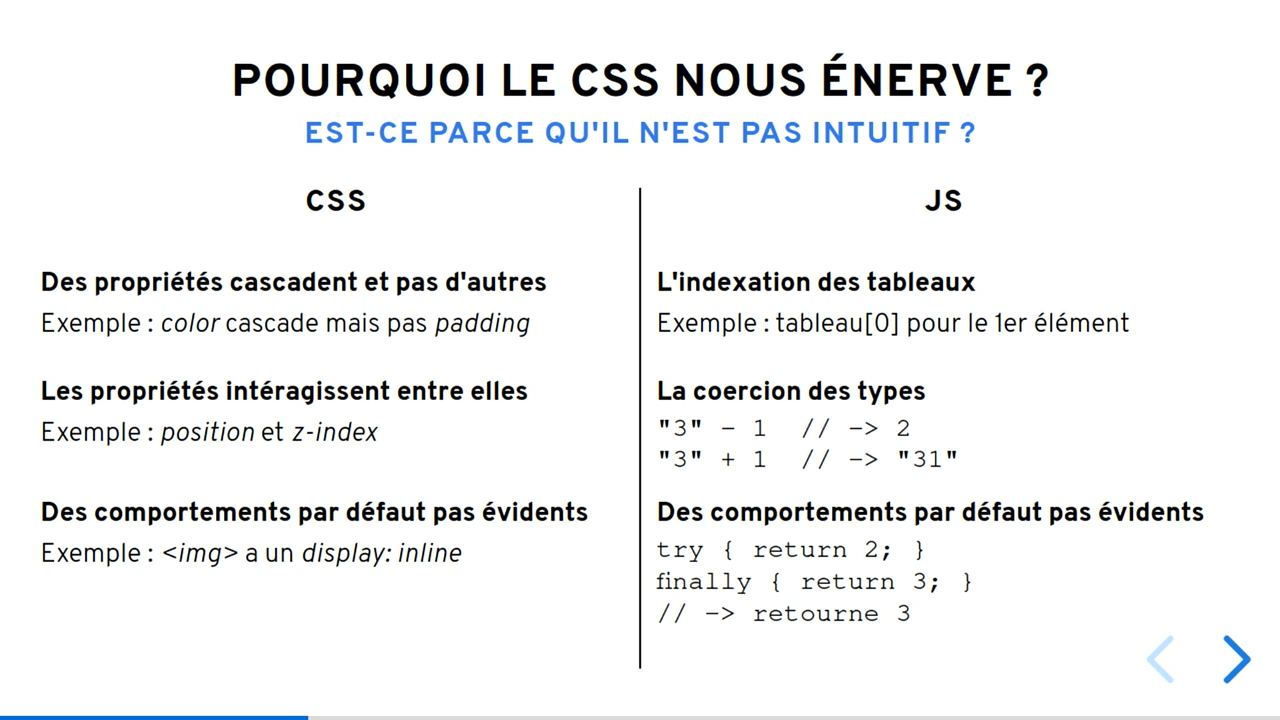 POURQUOI LE CSS NOUS ÉNERVE ?
EST-CE PARCE QU'IL N'EST PAS INTUITIF ?
CSS
Des propriétés cascadent et pas d'autres
Exemple : color cascade mais pas padding
Les propriétés intéragissent entre elles
Exemple : position et z-index
Des comportements par défaut pas évidents
Exemple : <img> a un display: inline
JS
L'indexation des tableaux
Exemple : tableau[0] pour le 1er élément
La coercion des types
"3" - 1  // -> 2
"3" + 1  // -> "31"
Des comportements par défaut pas évidents
try { return 2; }
finally { return 3; }
// -> retourne 3